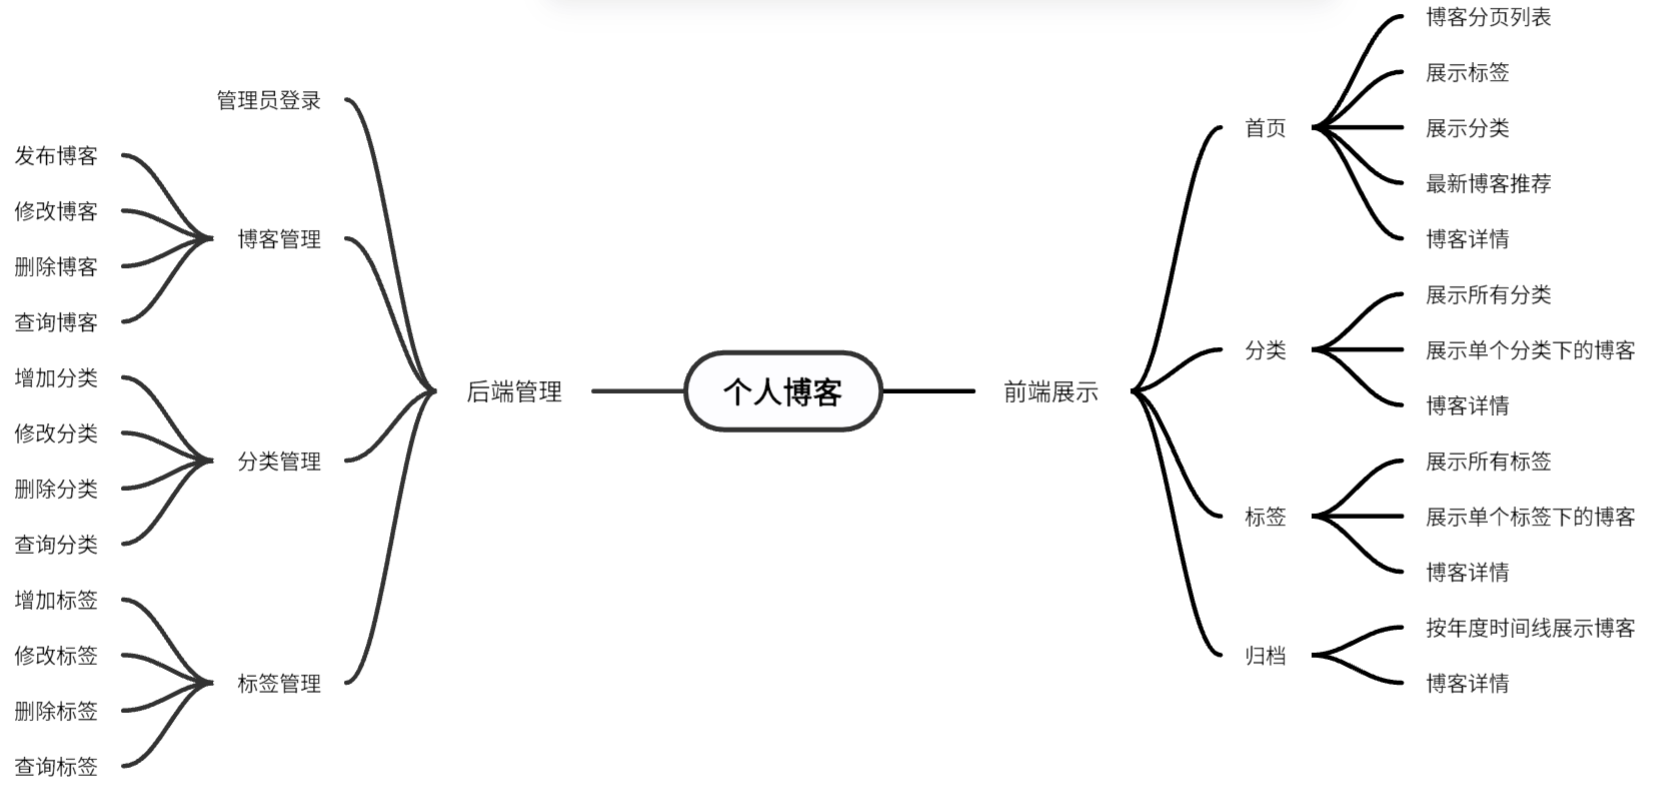 个人博客
后端管理
管理员登录
博客管理
发布博客
修改博客
删除博客
查询博客
分类管理
增加分类
修改分类
删除分类
查询分类
标签管理
增加标签
修改标签
删除标签
查询标签
前端展示
首页
博客分页列表
展示标签
展示分类
最新博客推荐
博客详情
分类
展示所有分类
展示单个分类下的博客
博客详情
标签
展示所有标签
展示单个标签下的博客
博客详情
归档
按年度时间线展示博客
博客详情